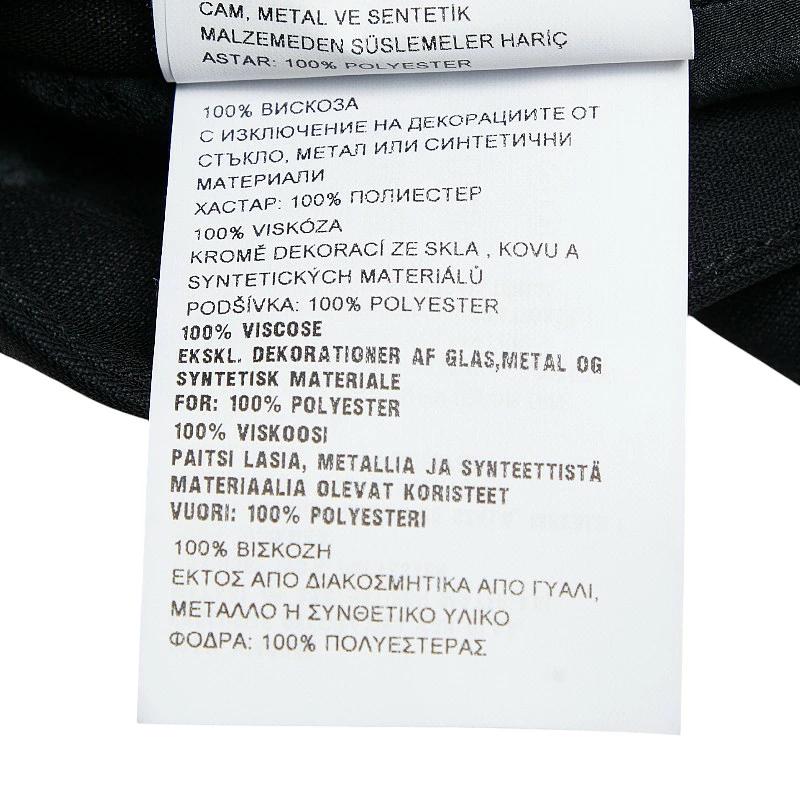 CAM, METAL VE SENTETİK
MALZEMEDEN SÜSLEMELER HARİÇ
ASTAR: 100% POLYESTER
100% ВИСКОЗА
С ИЗКЛЮЧЕНИЕ НА ДЕКОРАЦИИТЕ ОТ
СТЪКЛО, МЕТАЛ ИЛИ СИНТЕТИЧНИ
МАТЕРИАЛИ
ХАСТАР: 100% ПОЛИЕСТЕР
100% VISKÓZA
KROMĚ DEKORACÍ ZE SKLA , KOVU A
SYNTETICKÝCH MATERIÁLŮ
PODŠÍVKA: 100% POLYESTER
100% VISCOSE
EKSKL. DEKORATIONER AF GLAS,METAL OG
SYNTETISK MATERIALE
FOR: 100% POLYESTER
100% VISKOOSI
PAITSI LASIA, METALLIA JA SYNTEETTISTÄ
MATERIAALIA OLEVAT KORISTEET
VUORI: 100% POLYESTERI
100% ΒΙΣΚΟΖΗ
ΕΚΤΟΣ ΑΠΟ ΔΙΑΚΟΣΜΗΤΙΚΑ ΑΠΟ ΓΥΑΛΙ,
ΜΕΤΑΛΛΟ Ή ΣΥΝΘΕΤΙΚΟ ΥΛΙΚΟ
ΦΟΔΡΑ: 100% ΠΟΛΥΕΣΤΕΡΑΣ